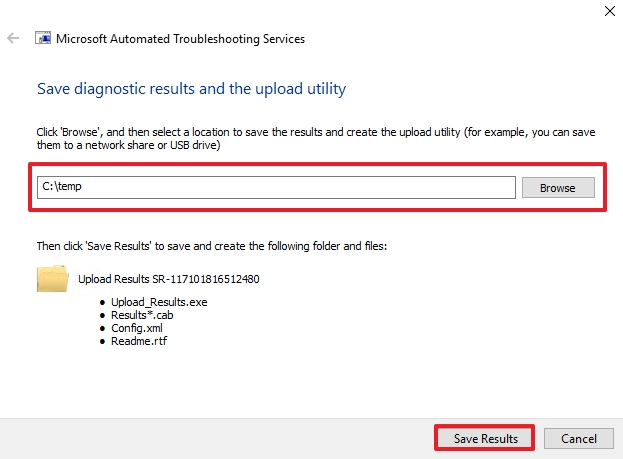 Microsoft Automated Troubleshooting Services
Save diagnostic results and the upload utility
Click 'Browse', and then select a location to save the results and create the upload utility (for example, you can save
them to a network share or USB drive)
C:\temp
Browse
Then click 'Save Results' to save and create the following folder and files:
Upload Results SR-117101816512480
• Upload_Results.exe
• Results*.cab
• Config.xml
• Readme.rtf
Save Results
Cancel